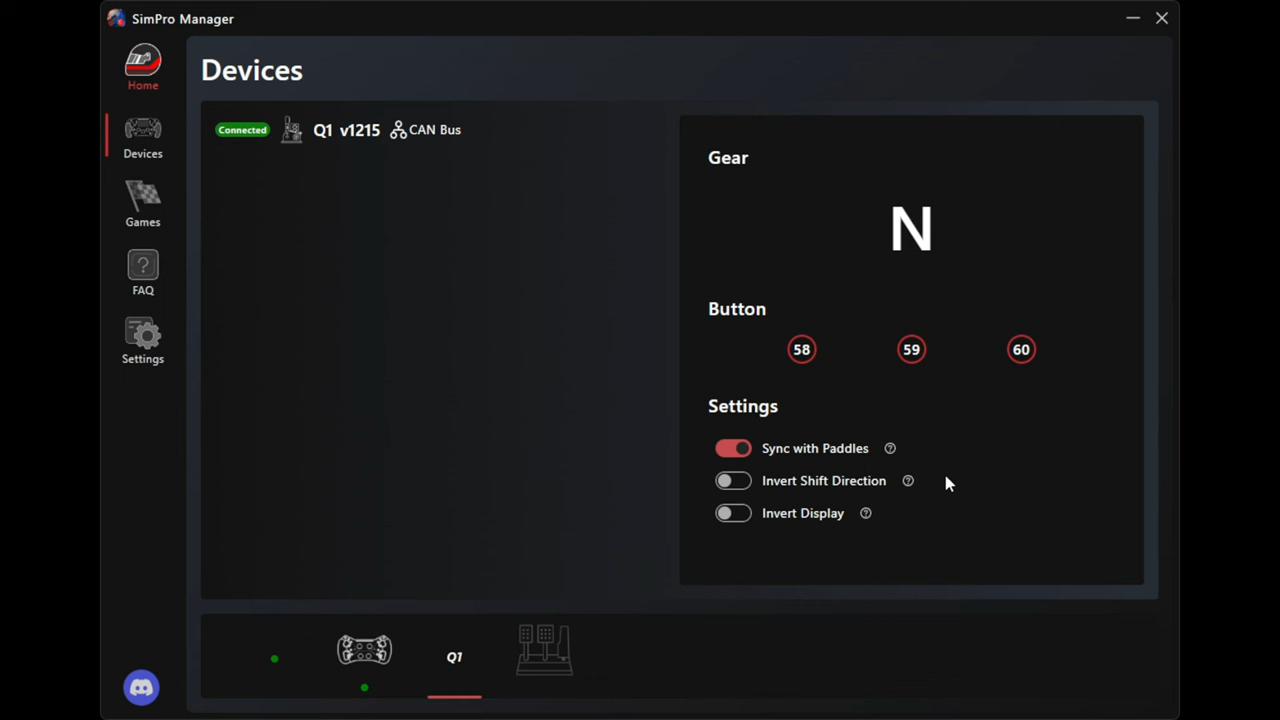 SimPro Manager
Home
Devices
Games
? 
FAQ
Settings
Devices
Connected Q1 v1215 CAN Bus
Gear
N
Button
58 59 60
Settings
Sync with Paddles ?
Invert Shift Direction ?
Invert Display ?
Q1